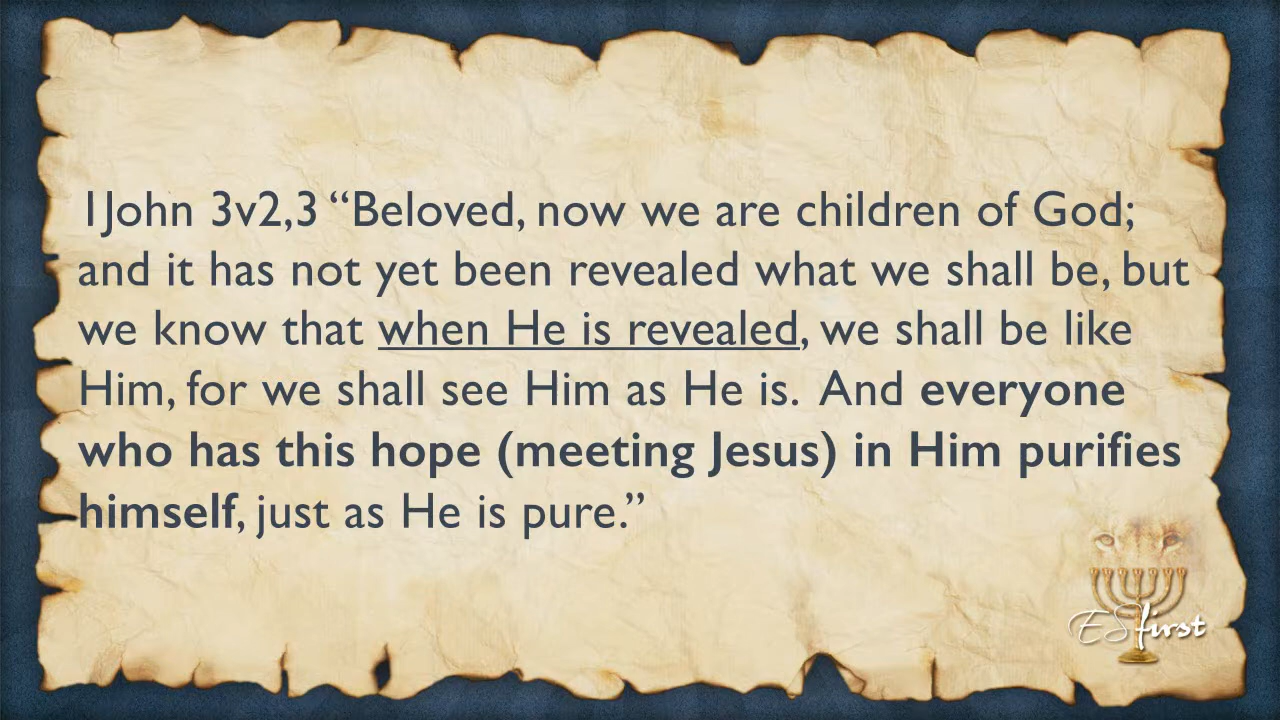 1John 3v2,3 “Beloved, now we are children of God;
and it has not yet been revealed what we shall be, but
we know that when He is revealed, we shall be like
Him, for we shall see Him as He is.  And everyone
who has this hope (meeting Jesus) in Him purifies
himself, just as He is pure.”
ESfirst